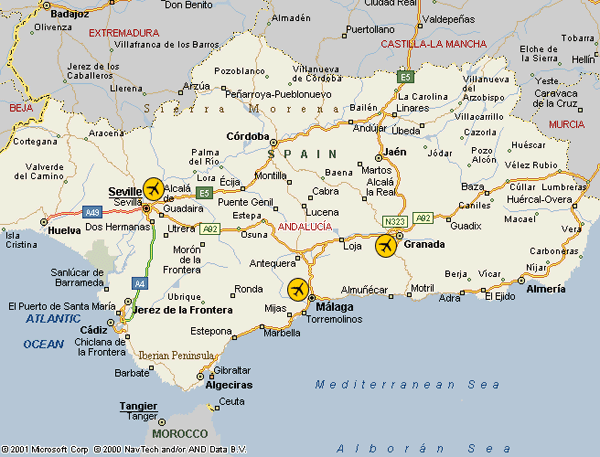 Badajoz
Olivenza
Don Benito
EXTREMADURA
Villafranca de los Barros
Jerez de los
Caballeros
Llerena
Almadén
Ciudad Real
Valdepeñas
Puertollano
CASTILLA-LA MANCHA
Elche de
la Sierra
Tobarra
Hellín
Yeste
Caravaca
de la Cruz
MURCIA
BEJA
Azúa
Pozoblanco
Villanueva
de Córdoba
Peñarroya-Pueblonuevo
Sierra Morena
E5
La Carolina
Villanueva del
Arzobispo
Bailén
Linares
Villacarrillo
Andújar
Úbeda
Cazorla
Caniles
Jódar
Pozo
Alcón
Huéscar
Vélez Rubio
Cortegana
Aracena
Valverde del
Camino
Córdoba
SPAIN
Jaén
Palma
del Río
Lora
Écija
E5
Montilla
Baena
Martos
Alcalá
la Real
Cabra
Lucena
Puente Genil
Seville
Sevilla
Alcalá
de
Guadaira
A49
Huelva
Isla
Cristina
Dos Hermanas
Utrera
A92
Estepa
Osuna
ANDALUCÍA
N323
A92
Baza
Cúllar
Lumbreras
Huércal-Overa
Vera
Guadix
Granada
Loja
Antequera
Morón
de la
Frontera
Carboneras
Níjar
Almería
Berja
Vícar
El Ejido
Adra
Motril
Almuñécar
Sanlúcar de
Barrameda
A4
Ubrique
Ronda
Mijas
Málaga
Torremolinos
El Puerto de Santa María
Jerez de la Frontera
ATLANTIC
OCEAN
Cádiz
Chiclana de
la Frontera
Estepona
Marbella
Iberian Peninsula
Barbate
Gibraltar
Algeciras
Mediterranean Sea
Ceuta
Tangier
Tanger
MOROCCO
Alborán Sea
© 2001 Microsoft Corp © 2000 NavTech and/or AND Data B.V.